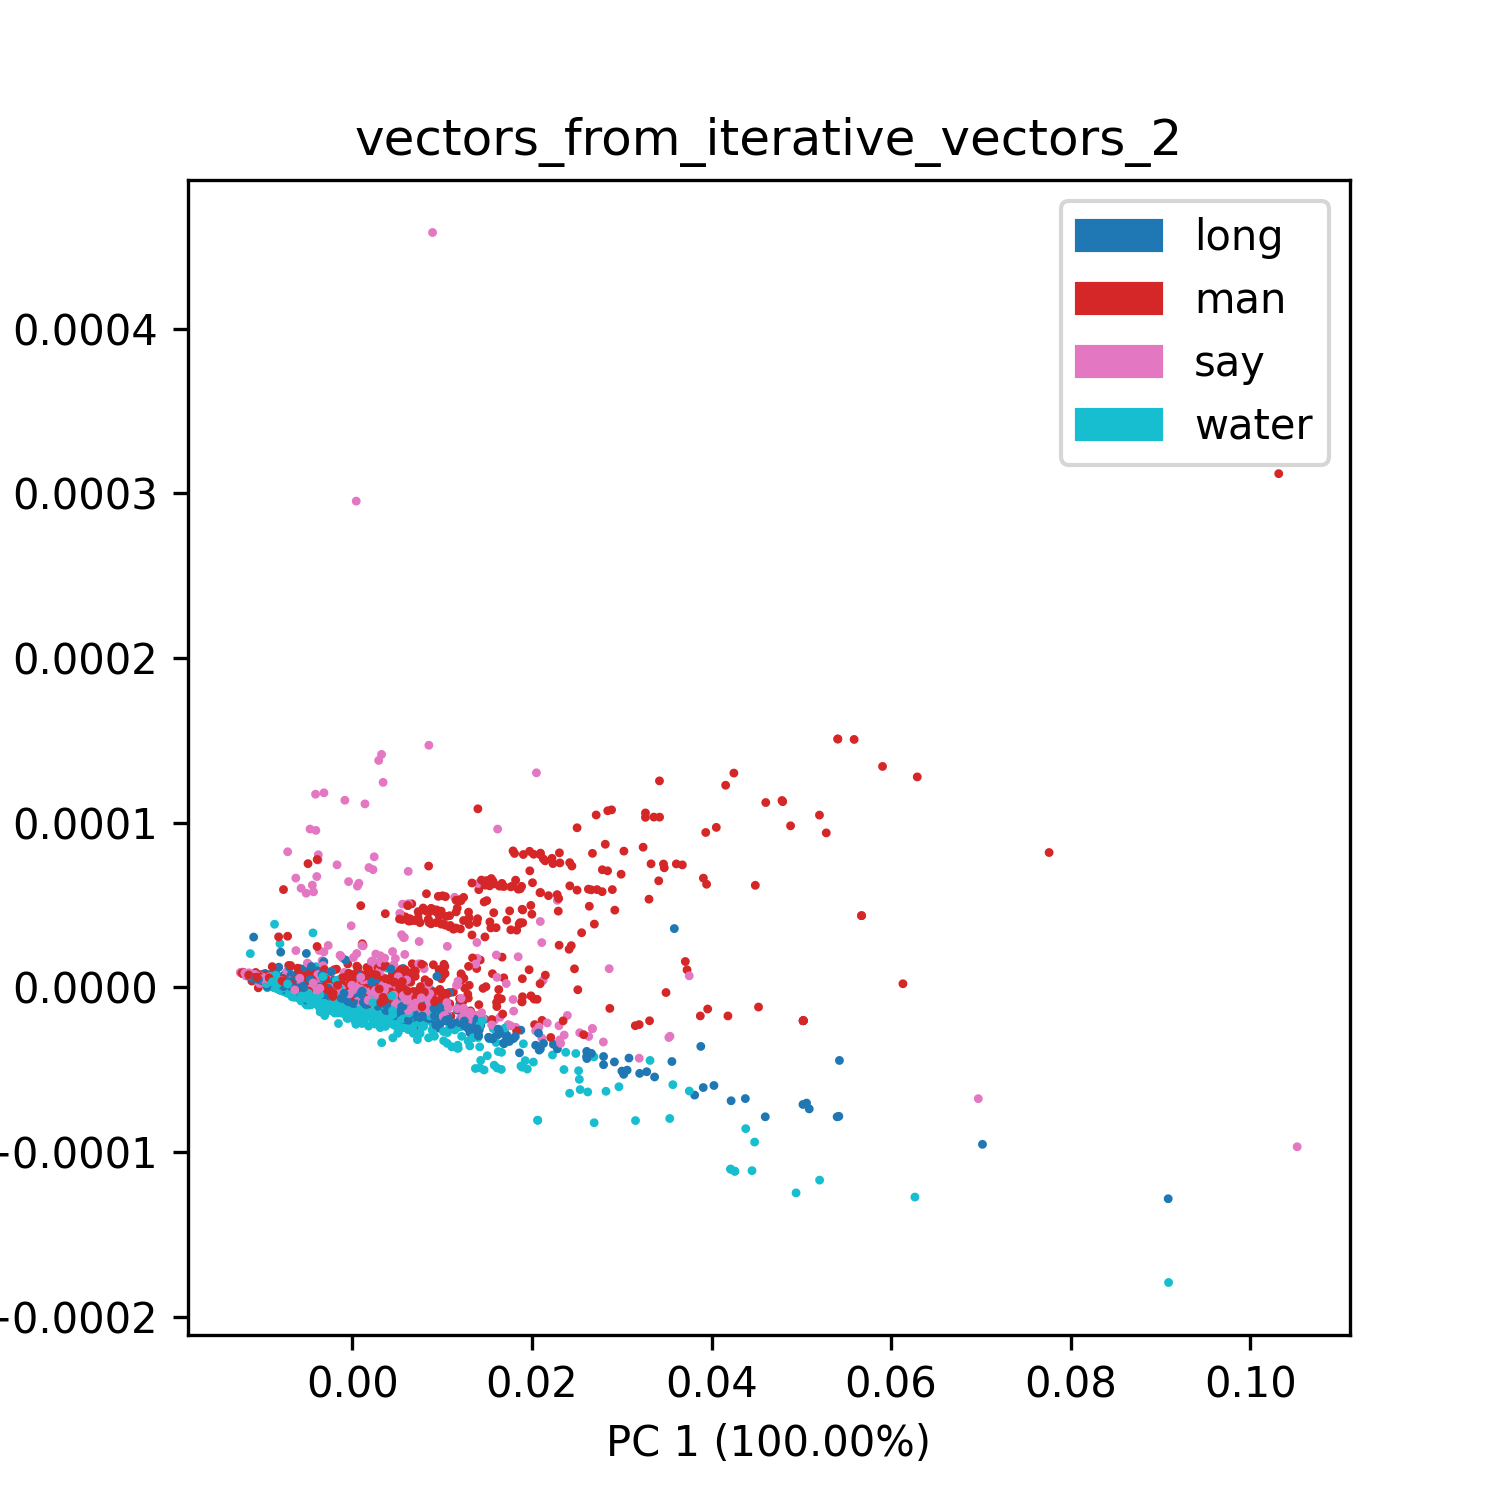 vectors_from_iterative_vectors_2
long
man
say
water
0.0004
0.0003
0.0002
0.0001
0.0000
-0.0001
-0.0002
0.00 0.02 0.04 0.06 0.08 0.10
PC 1 (100.00%)